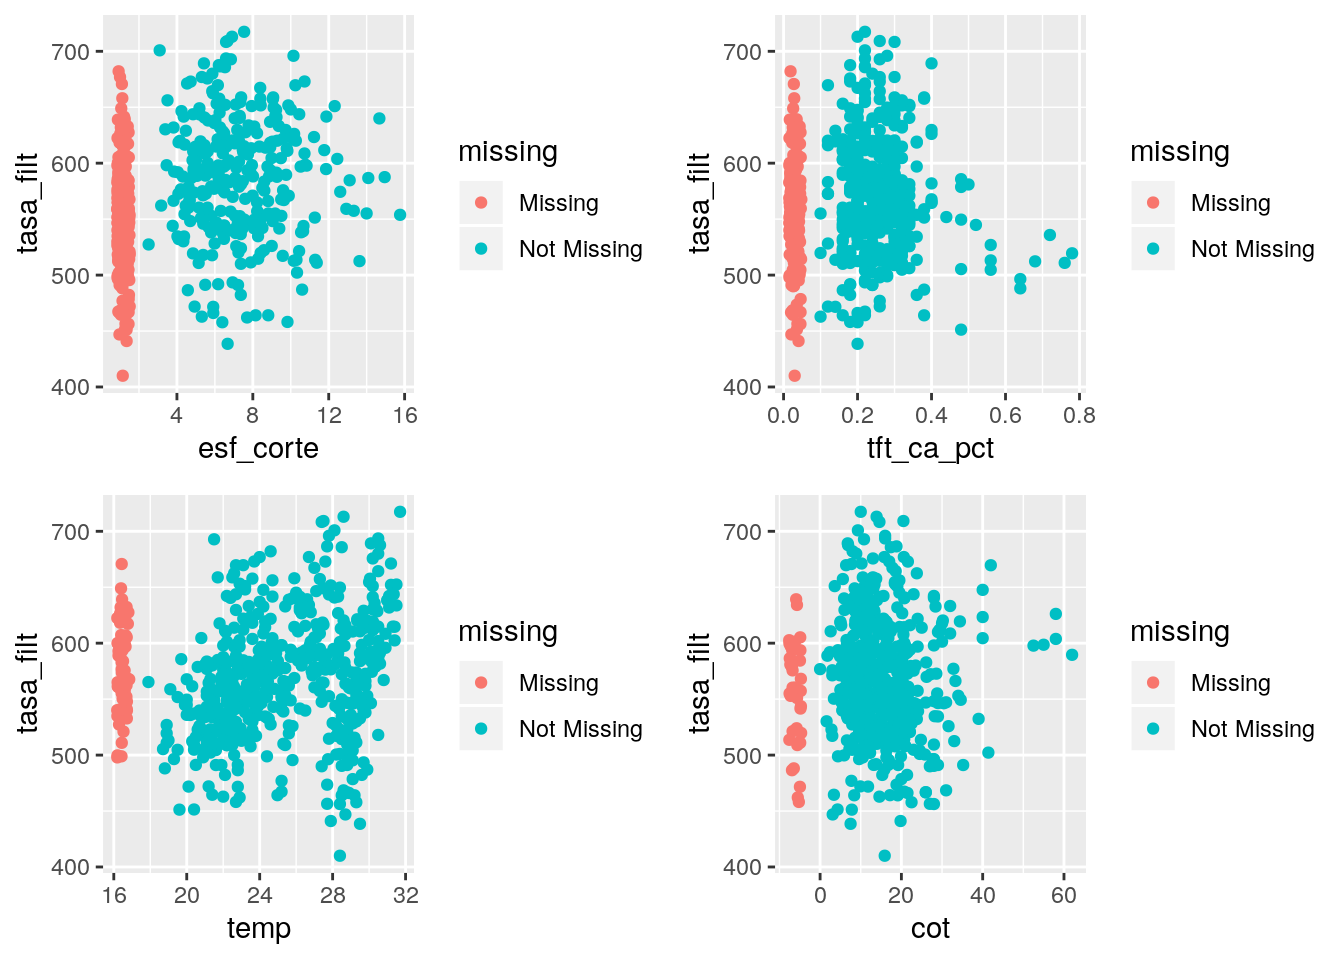 700
600
500
400
tasa_filt
4 8 12 16
esf_corte
missing
Missing
Not Missing
700
600
500
400
tasa_filt
0.0 0.2 0.4 0.6 0.8
tft_ca_pct
missing
Missing
Not Missing
700
600
500
400
tasa_filt
16 20 24 28 32
temp
missing
Missing
Not Missing
700
600
500
400
tasa_filt
0 20 40 60
cot
missing
Missing
Not Missing